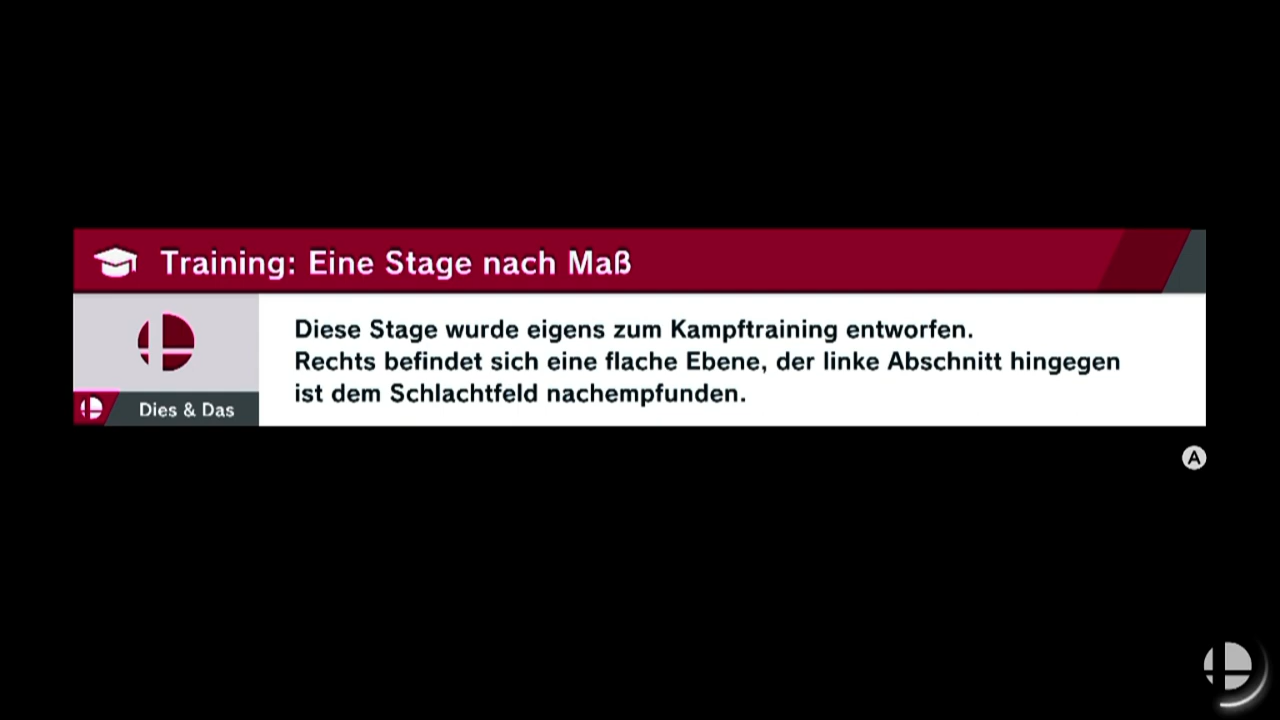 Training: Eine Stage nach Maß
Diese Stage wurde eigens zum Kampftraining entworfen.
Rechts befindet sich eine flache Ebene, der linke Abschnitt hingegen
ist dem Schlachtfeld nachempfunden.
Dies & Das
A